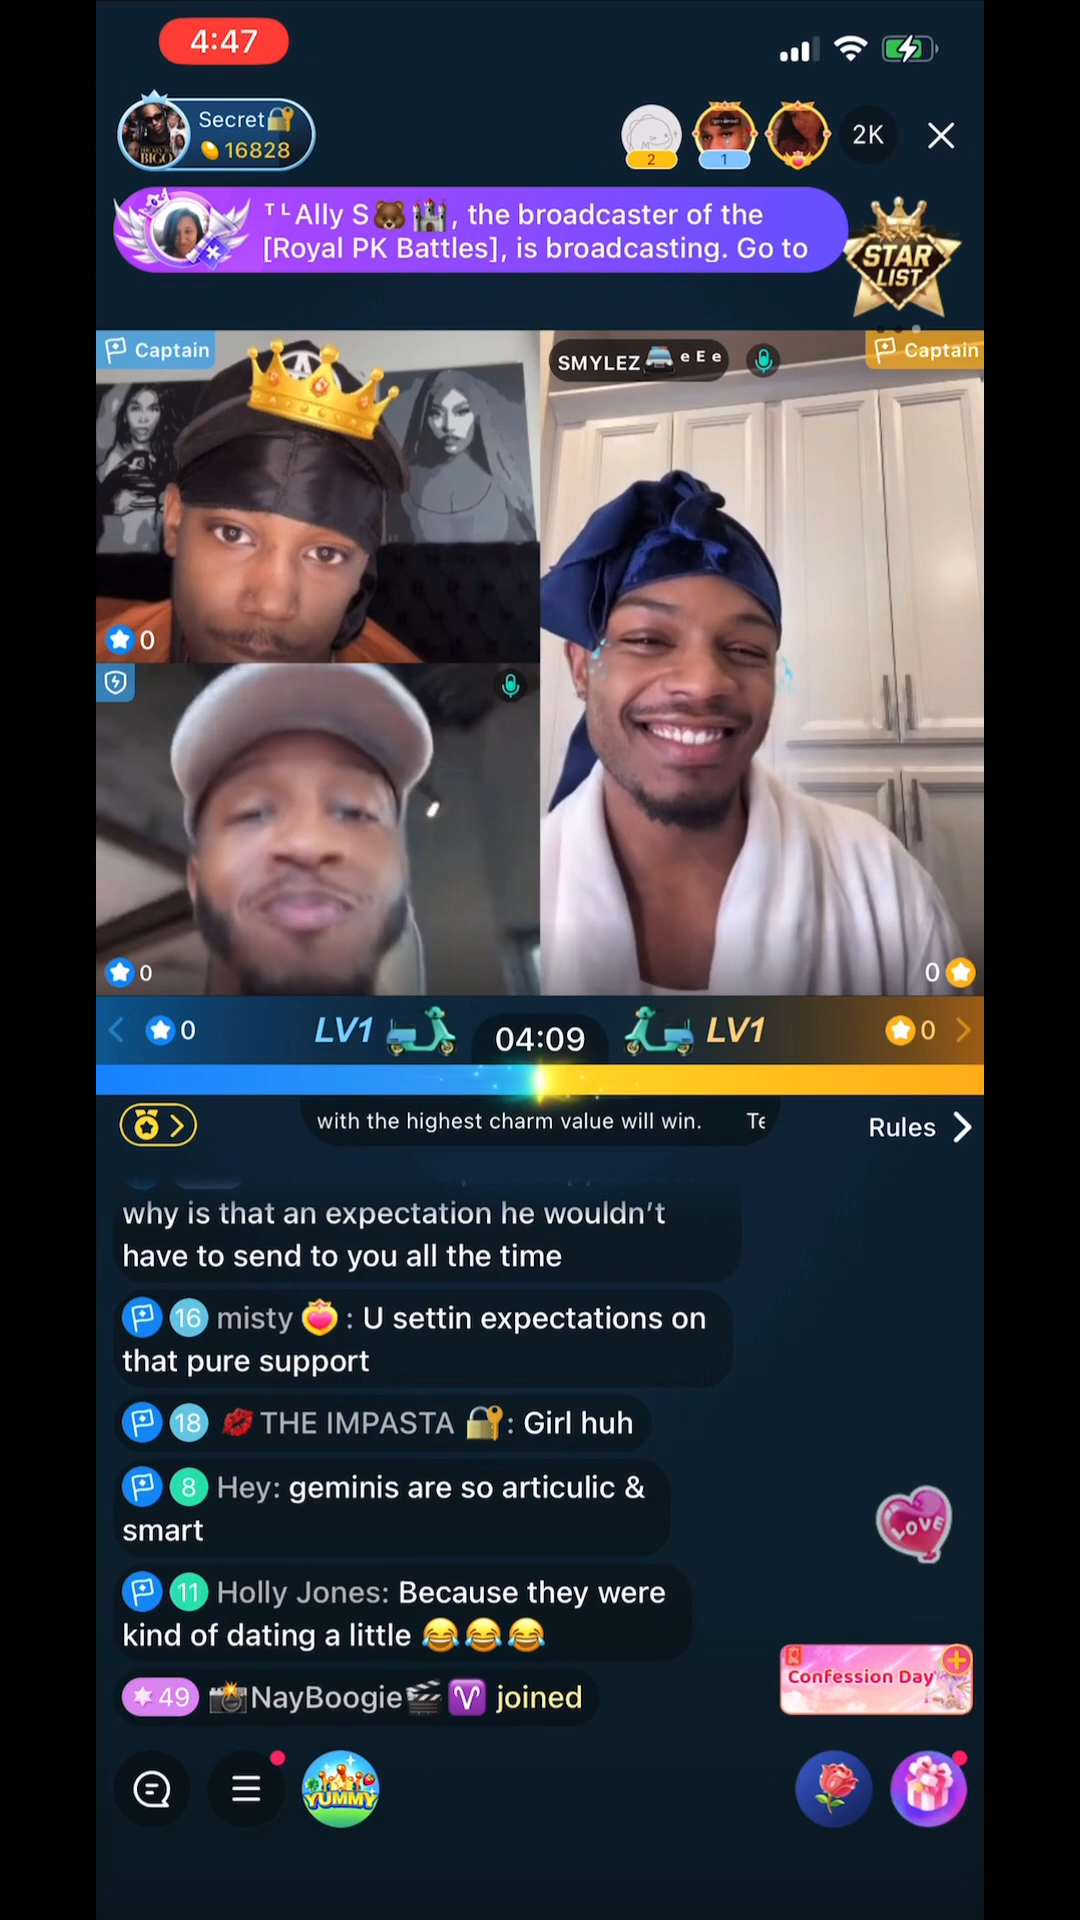 4:47
Secret
16828
BIGO
2
1
2K
ᵀᴸAlly S, the broadcaster of the
[Royal PK Battles], is broadcasting. Go to
STAR
LIST
Captain
SMYLEZ ᵉ ᴱ ᵉ
Captain
0
0
0
0
LV1
04:09
LV1
0
with the highest charm value will win. Te
Rules
why is that an expectation he wouldn't
have to send to you all the time
16 misty : U settin expectations on
that pure support
18 THE IMPASTA : Girl huh
8 Hey: geminis are so articulic &
smart
LOVE
11 Holly Jones: Because they were
kind of dating a little
Confession Day
49 NayBoogie joined
YUMMY